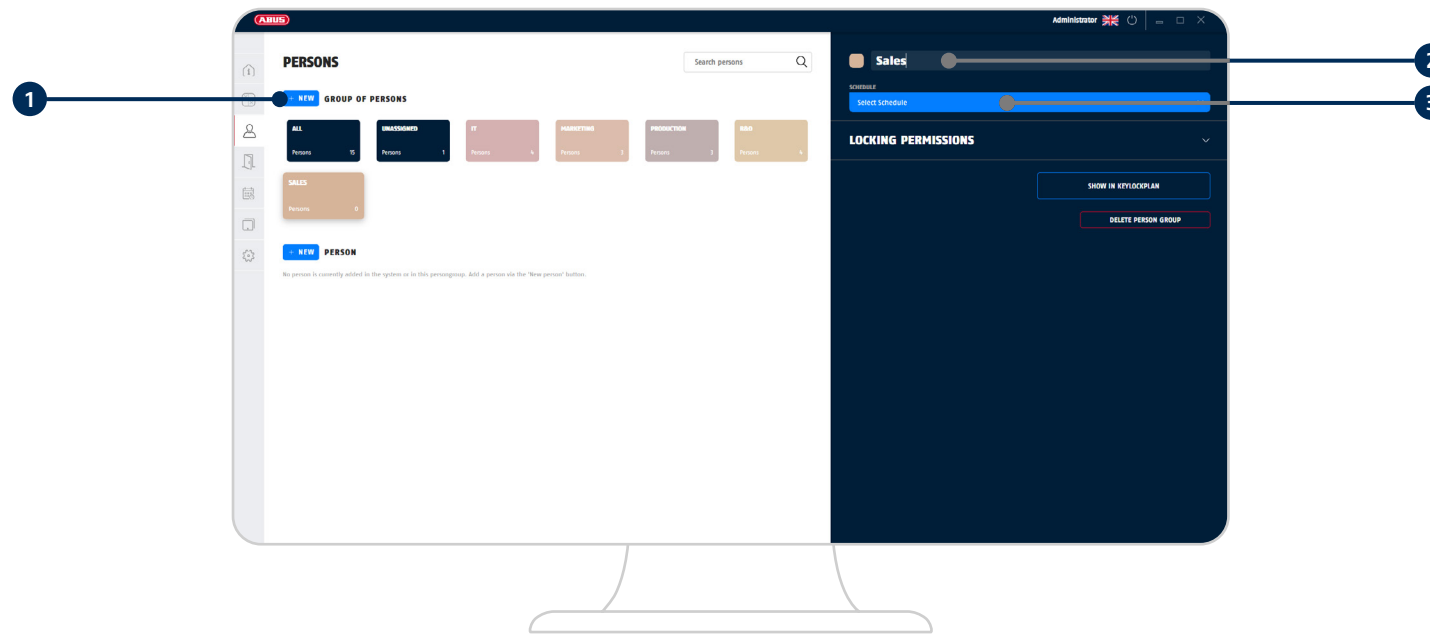 ABUS
Administrator
PERSONS
Search persons
Sales
2
SCHEDULE
Select Schedule
3
1
+ NEW GROUP OF PERSONS
ALL
Persons 15
UNASSIGNED
Persons 1
IT
Persons 4
MARKETING
Persons 3
PRODUCTION
Persons 3
R&D
Persons 4
LOCKING PERMISSIONS
SALES
Persons 0
SHOW IN KEYLOCKPLAN
DELETE PERSON GROUP
+ NEW PERSON
No person is currently added in the system or in this persongroup. Add a person via the "New person" button.